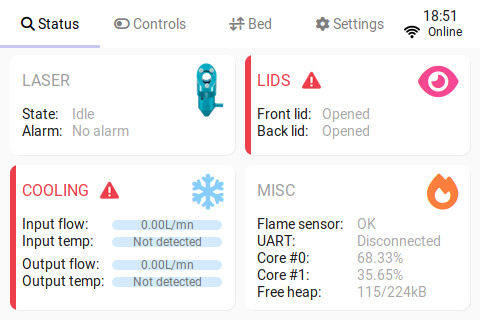 Status
Controls
Bed
Settings
18:51
Online
LASER
State: Idle
Alarm: No alarm
LIDS
Front lid: Opened
Back lid: Opened
COOLING
Input flow: 0.00L/mn
Input temp: Not detected
Output flow: 0.00L/mn
Output temp: Not detected
MISC
Flame sensor: OK
UART: Disconnected
Core #0: 68.33%
Core #1: 35.65%
Free heap: 115/224kB